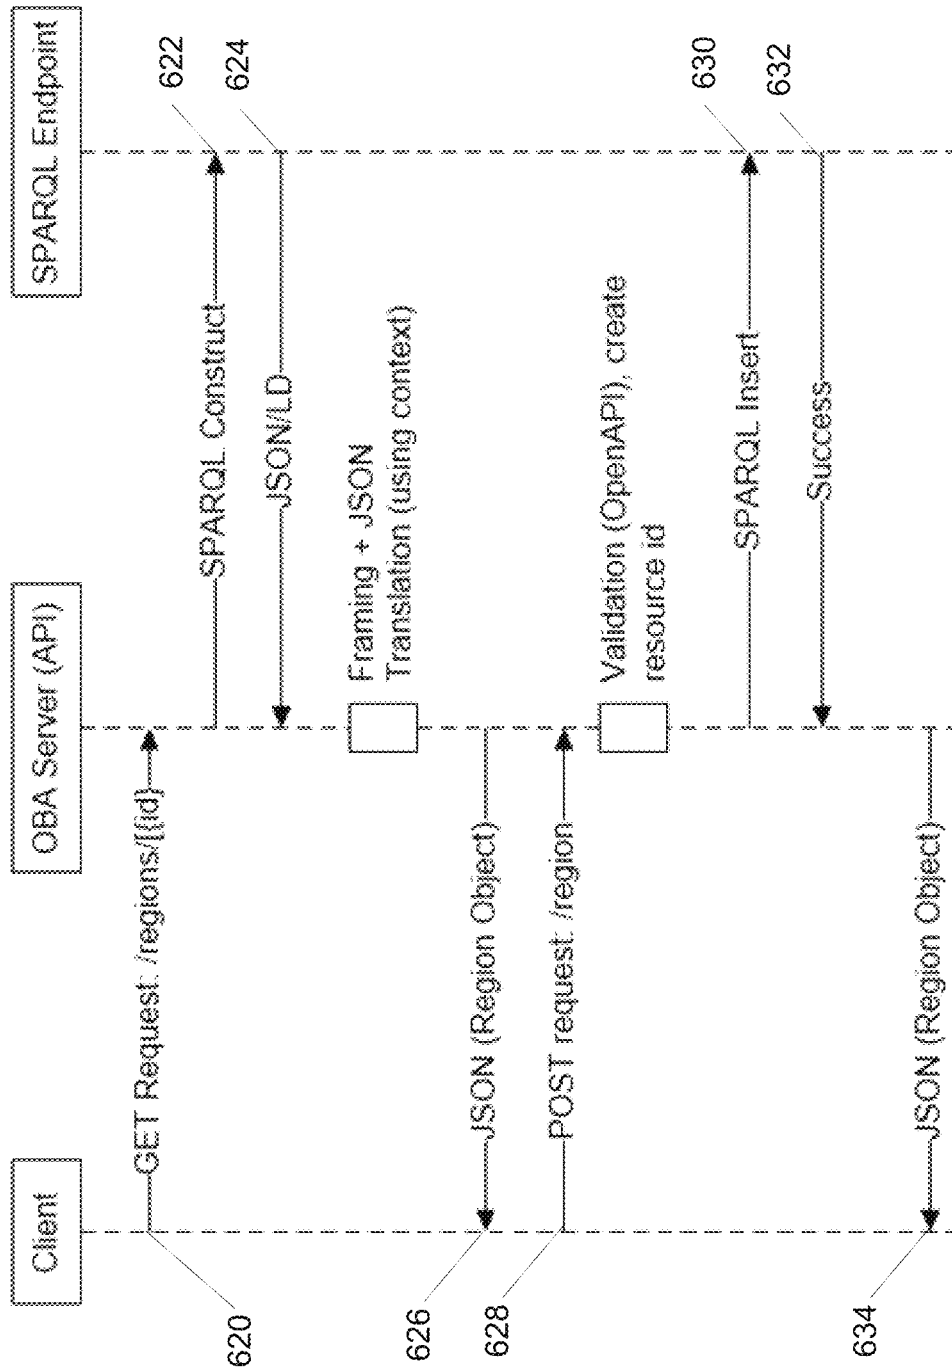 Client
OBA Server (API)
SPARQL Endpoint
GET Request: /regions/[{id}
620
SPARQL Construct
622
JSON/LD
624
Framing + JSON
Translation (using context)
JSON (Region Object)
626
POST request: /region
628
Validation (OpenAPI), create
resource id
SPARQL Insert
630
Success
632
JSON (Region Object)
634